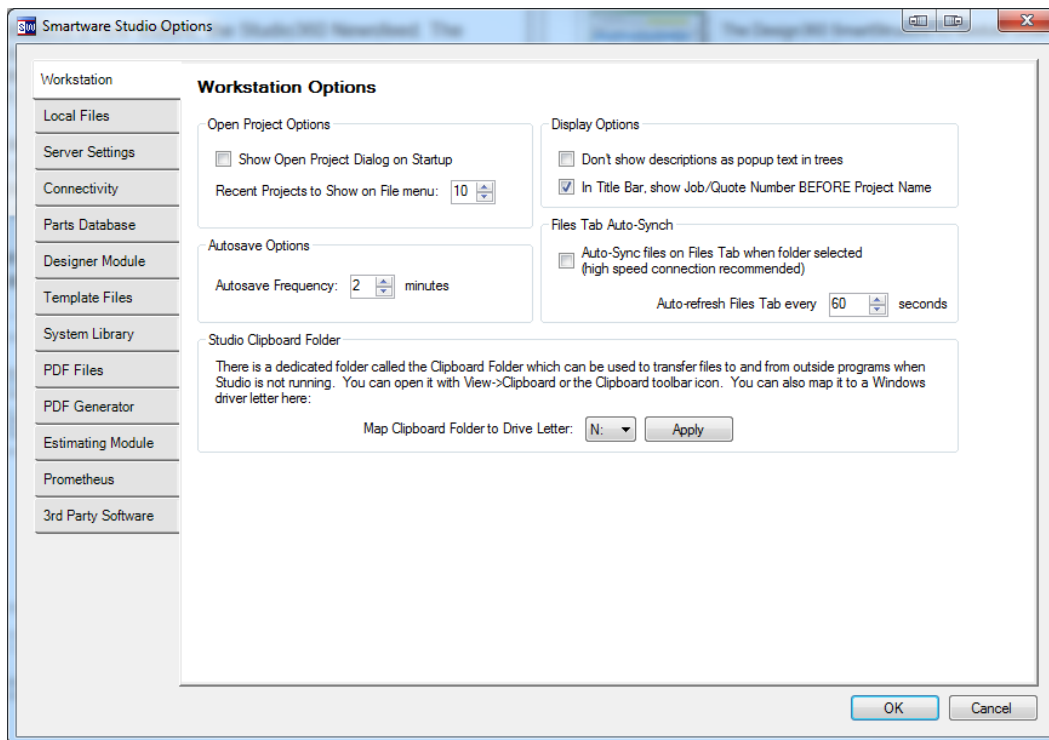 SW Smartware Studio Options
Workstation
Local Files
Server Settings
Connectivity
Parts Database
Designer Module
Template Files
System Library
PDF Files
PDF Generator
Estimating Module
Prometheus
3rd Party Software
Workstation Options
Open Project Options
Show Open Project Dialog on Startup
Recent Projects to Show on File menu: 10
Autosave Options
Autosave Frequency: 2 minutes
Display Options
Don't show descriptions as popup text in trees
In Title Bar, show Job/Quote Number BEFORE Project Name
Files Tab Auto-Synch
Auto-Sync files on Files Tab when folder selected
(high speed connection recommended)
Auto-refresh Files Tab every 60 seconds
Studio Clipboard Folder
There is a dedicated folder called the Clipboard Folder which can be used to transfer files to and from outside programs when
Studio is not running. You can open it with View->Clipboard or the Clipboard toolbar icon. You can also map it to a Windows
driver letter here:
Map Clipboard Folder to Drive Letter: N: Apply
OK Cancel